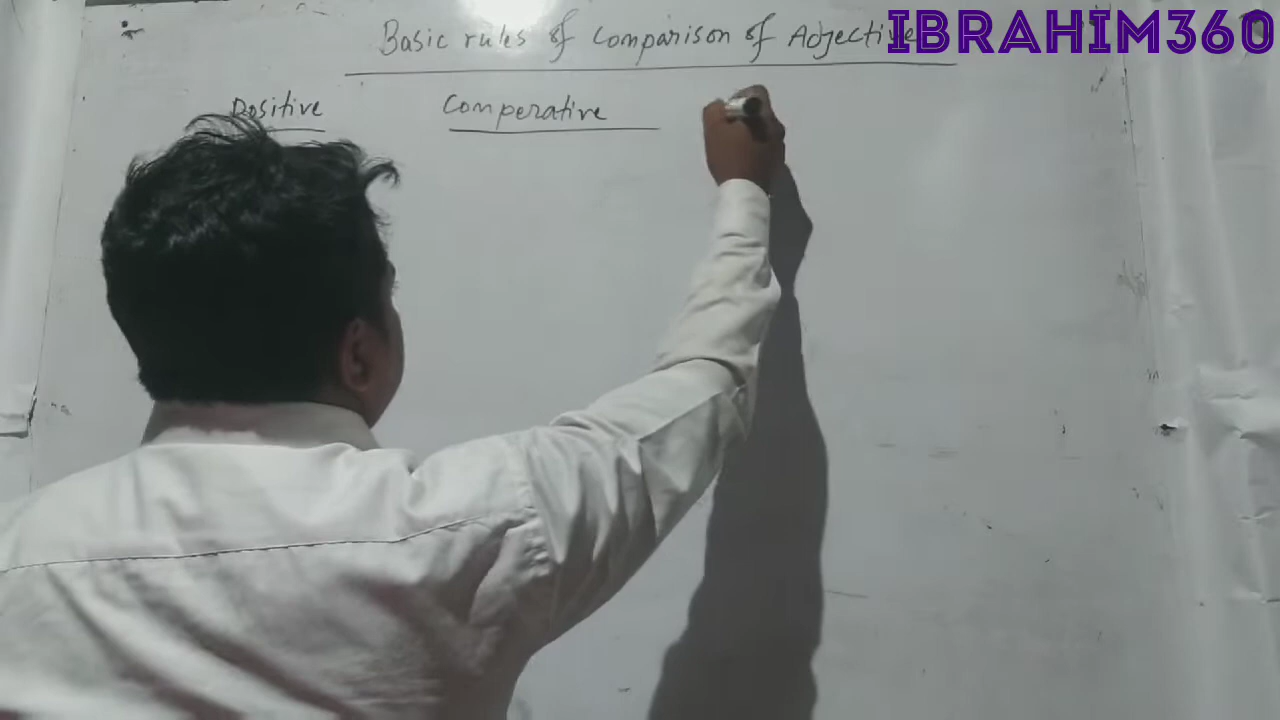 Basic rules of Comparison of Adjective
IBRAHIM360
Positive
Comperative